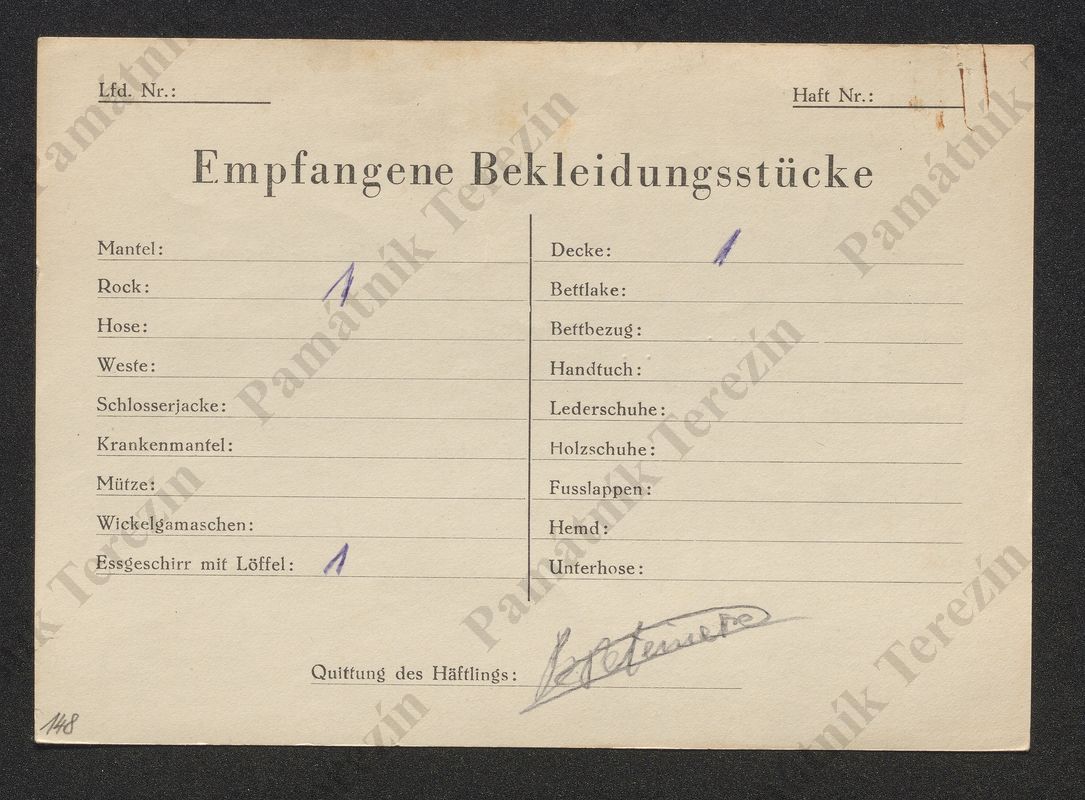 Lfd. Nr.:
Haft Nr.:
Empfangene Bekleidungsstücke
Mantel:
Rock: 1
Hose:
Weste:
Schlosserjacke:
Krankenmantel:
Mütze:
Wickelgamaschen:
Essgeschirr mit Löffel: 1
Decke: 1
Bettlake:
Bettbezug:
Handtuch:
Lederschuhe:
Holzschuhe:
Fusslappen:
Hemd:
Unterhose:
Quittung des Häftlings:
148
Památník Terezín